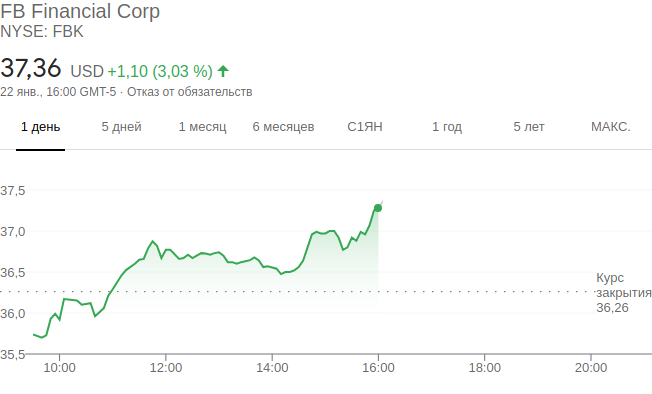 FB Financial Corp
NYSE: FBK
37,36 USD +1,10 (3,03 %)
22 янв., 16:00 GMT-5 · Отказ от обязательств
1 день 5 дней 1 месяц 6 месяцев С1ЯН 1 год 5 лет МАКС.
37,5
37,0
36,5
Курс
закрытия
36,26
36,0
35,5
10:00 12:00 14:00 16:00 18:00 20:00